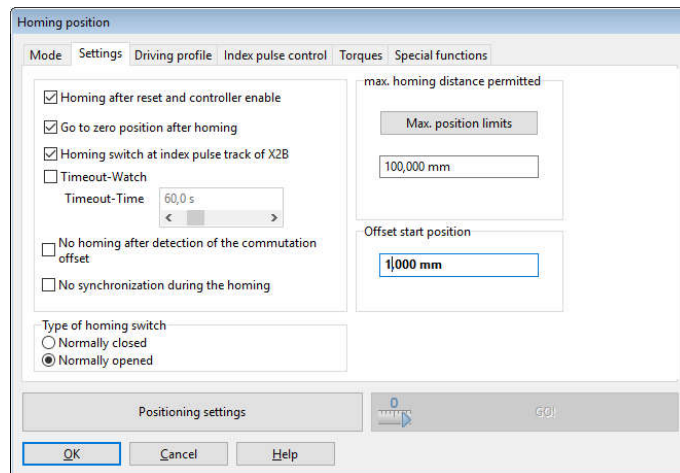 Homing position
Mode Settings Driving profile Index pulse control Torques Special functions
Homing after reset and controller enable
Go to zero position after homing
Homing switch at index pulse track of X2B
Timeout-Watch
Timeout-Time 60,0 s
No homing after detection of the commutation
offset
No synchronization during the homing
Type of homing switch
Normally closed
Normally opened
max. homing distance permitted
Max. position limits
100,000 mm
Offset start position
1,000 mm
Positioning settings
0
GO!
OK Cancel Help